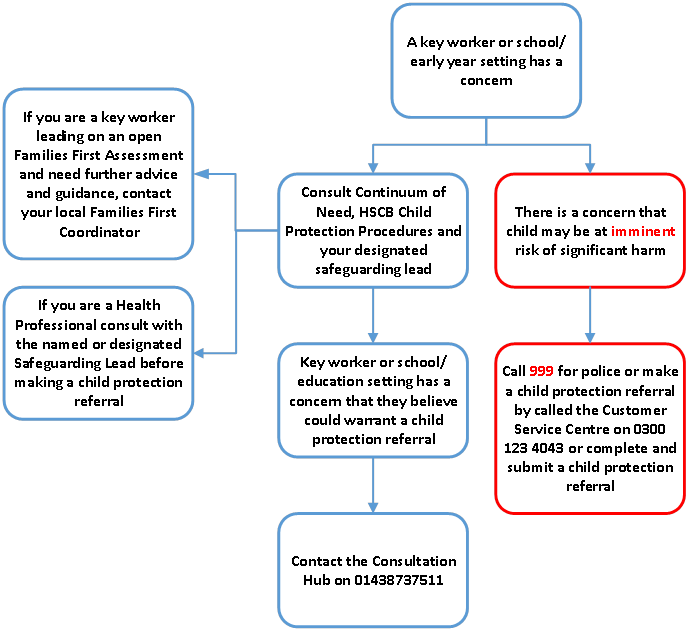 A key worker or school/
early year setting has a
concern
If you are a key worker
leading on an open
Families First Assessment
and need further advice
and guidance, contact
your local Families First
Coordinator
Consult Continuum of
Need, HSCB Child
Protection Procedures and
your designated
safeguarding lead
There is a concern that
child may be at imminent
risk of significant harm
If you are a Health
Professional consult with
the named or designated
Safeguarding Lead before
making a child protection
referral
Key worker or school/
education setting has a
concern that they believe
could warrant a child
protection referral
Call 999 for police or make
a child protection referral
by called the Customer
Service Centre on 0300
123 4043 or complete and
submit a child protection
referral
Contact the Consultation
Hub on 01438737511